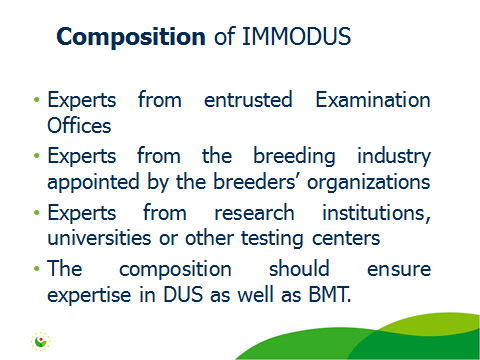 Composition of IMMODUS
• Experts from entrusted Examination
Offices
• Experts from the breeding industry
appointed by the breeders’ organizations
• Experts from research institutions,
universities or other testing centers
• The composition should ensure
expertise in DUS as well as BMT.